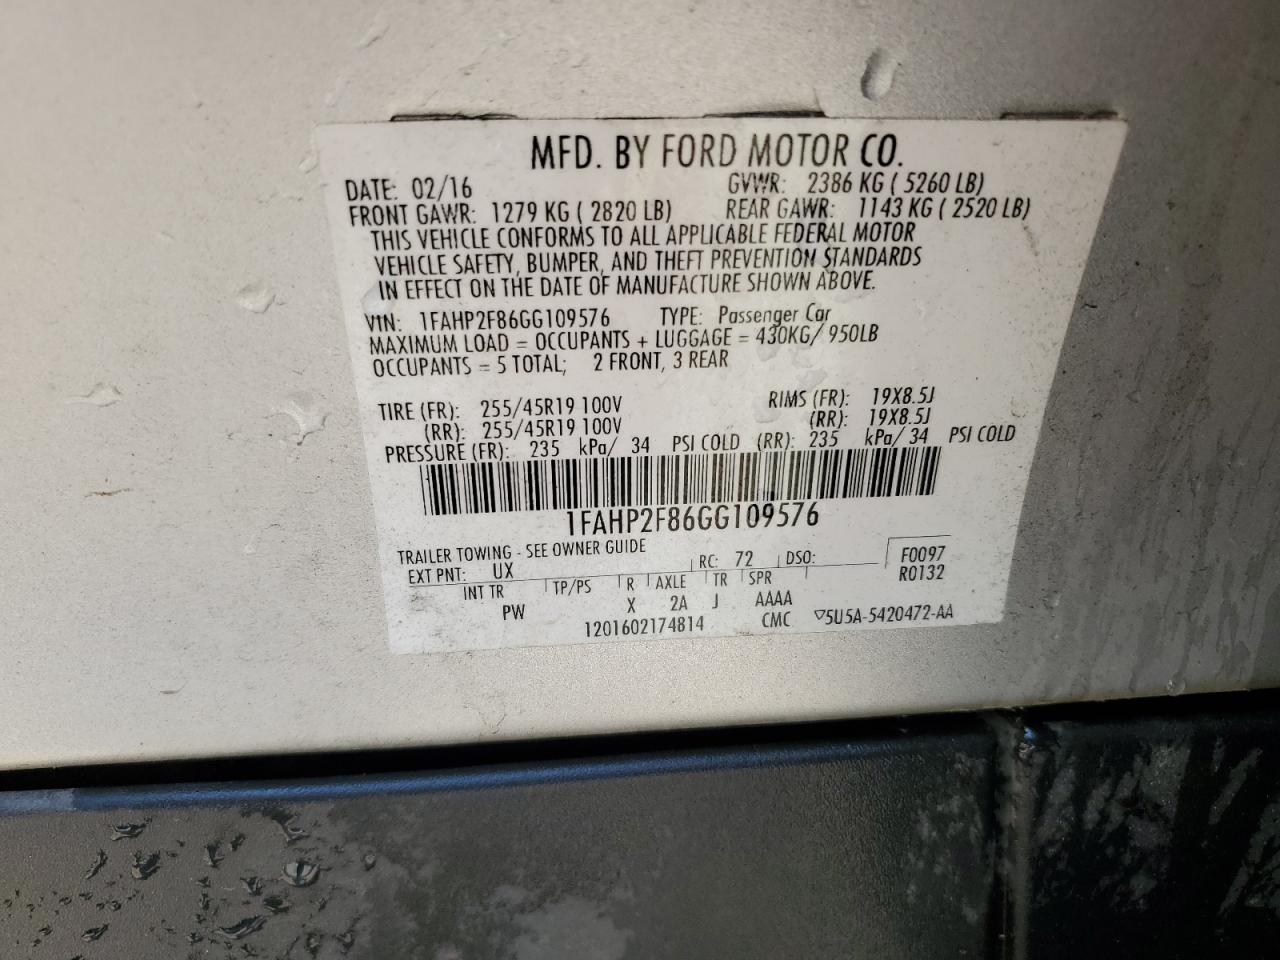 MFD. BY FORD MOTOR CO.
DATE: 02/16 GVWR: 2386 KG ( 5260 LB)
FRONT GAWR: 1279 KG ( 2820 LB) REAR GAWR: 1143 KG ( 2520 LB)
THIS VEHICLE CONFORMS TO ALL APPLICABLE FEDERAL MOTOR
VEHICLE SAFETY, BUMPER, AND THEFT PREVENTION STANDARDS
IN EFFECT ON THE DATE OF MANUFACTURE SHOWN ABOVE.
VIN: 1FAHP2F86GG109576 TYPE: Passenger Car
MAXIMUM LOAD = OCCUPANTS + LUGGAGE = 430KG/ 950LB
OCCUPANTS = 5 TOTAL; 2 FRONT, 3 REAR
TIRE (FR): 255/45R19 100V RIMS (FR): 19X8.5J
(RR): 255/45R19 100V (RR): 19X8.5J
PRESSURE (FR): 235 kPa/ 34 PSI COLD (RR): 235 kPa/ 34 PSI COLD
1FAHP2F86GG109576
TRAILER TOWING - SEE OWNER GUIDE
EXT PNT: UX RC: 72 DSO: F0097
R0132
INT TR TP/PS R AXLE TR SPR
PW X 2A J AAAA
1201602174814 CMC ▽5U5A-5420472-AA